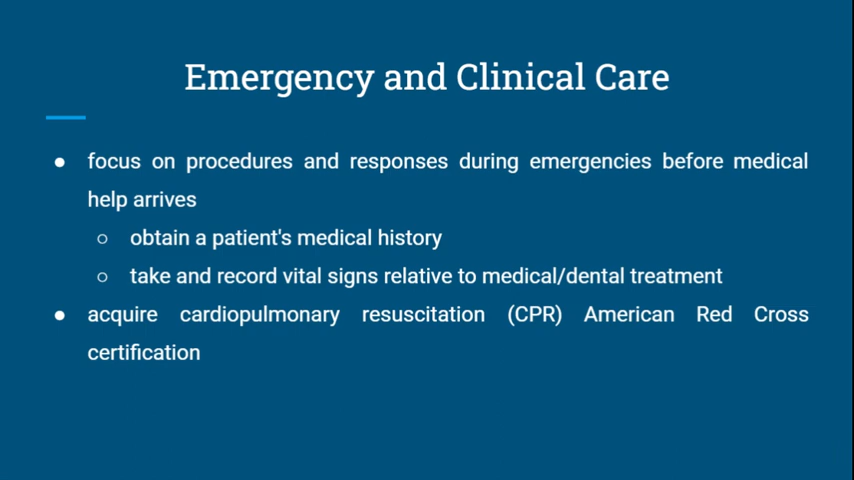 Emergency and Clinical Care
● focus on procedures and responses during emergencies before medical
help arrives
○ obtain a patient's medical history
○ take and record vital signs relative to medical/dental treatment
● acquire cardiopulmonary resuscitation (CPR) American Red Cross
certification